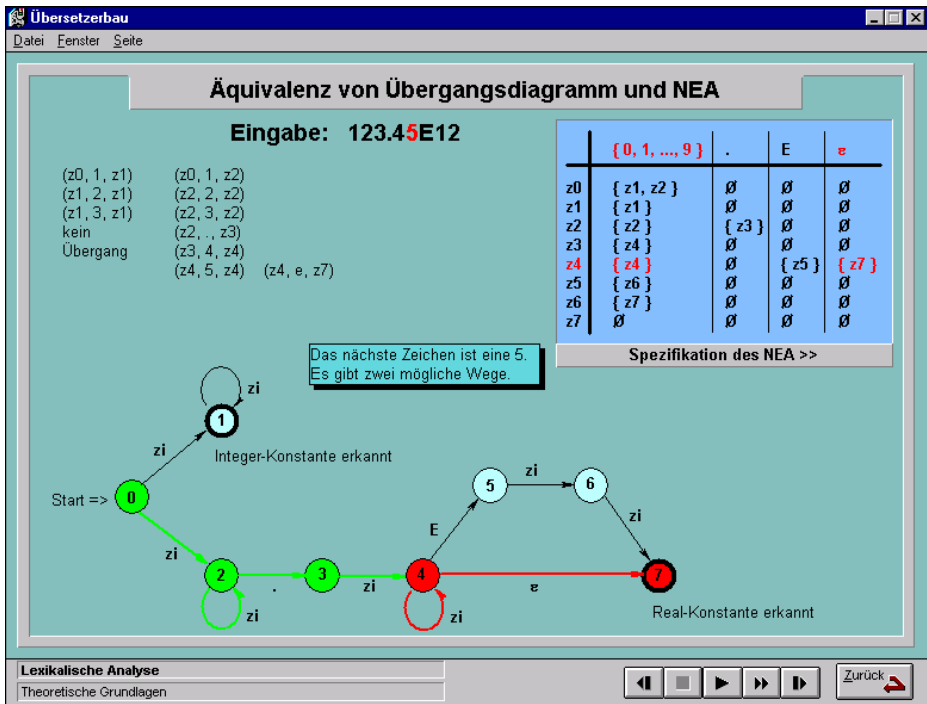 Übersetzerbau
Datei Fenster Seite
Äquivalenz von Übergangsdiagramm und NEA
Eingabe: 123.45E12
(z0, 1, z1) (z0, 1, z2)
(z1, 2, z1) (z2, 2, z2)
(z1, 3, z1) (z2, 3, z2)
kein (z2, ., z3)
Übergang (z3, 4, z4)
(z4, 5, z4) (z4, e, z7)
{ 0, 1, ..., 9 } . E ε
z0 { z1, z2 } Ø Ø Ø
z1 { z1 } Ø Ø Ø
z2 { z2 } { z3 } Ø Ø
z3 { z4 } Ø Ø Ø
z4 { z4 } Ø { z5 } { z7 }
z5 { z6 } Ø Ø Ø
z6 { z7 } Ø Ø Ø
z7 Ø Ø Ø Ø
Spezifikation des NEA >>
Das nächste Zeichen ist eine 5.
Es gibt zwei mögliche Wege.
zi
1
zi
Integer-Konstante erkannt
Start => 0
zi
5 zi 6
E
zi
2 . 3 zi 4 ε 7
zi
zi
Real-Konstante erkannt
Lexikalische Analyse
Theoretische Grundlagen
Zurück